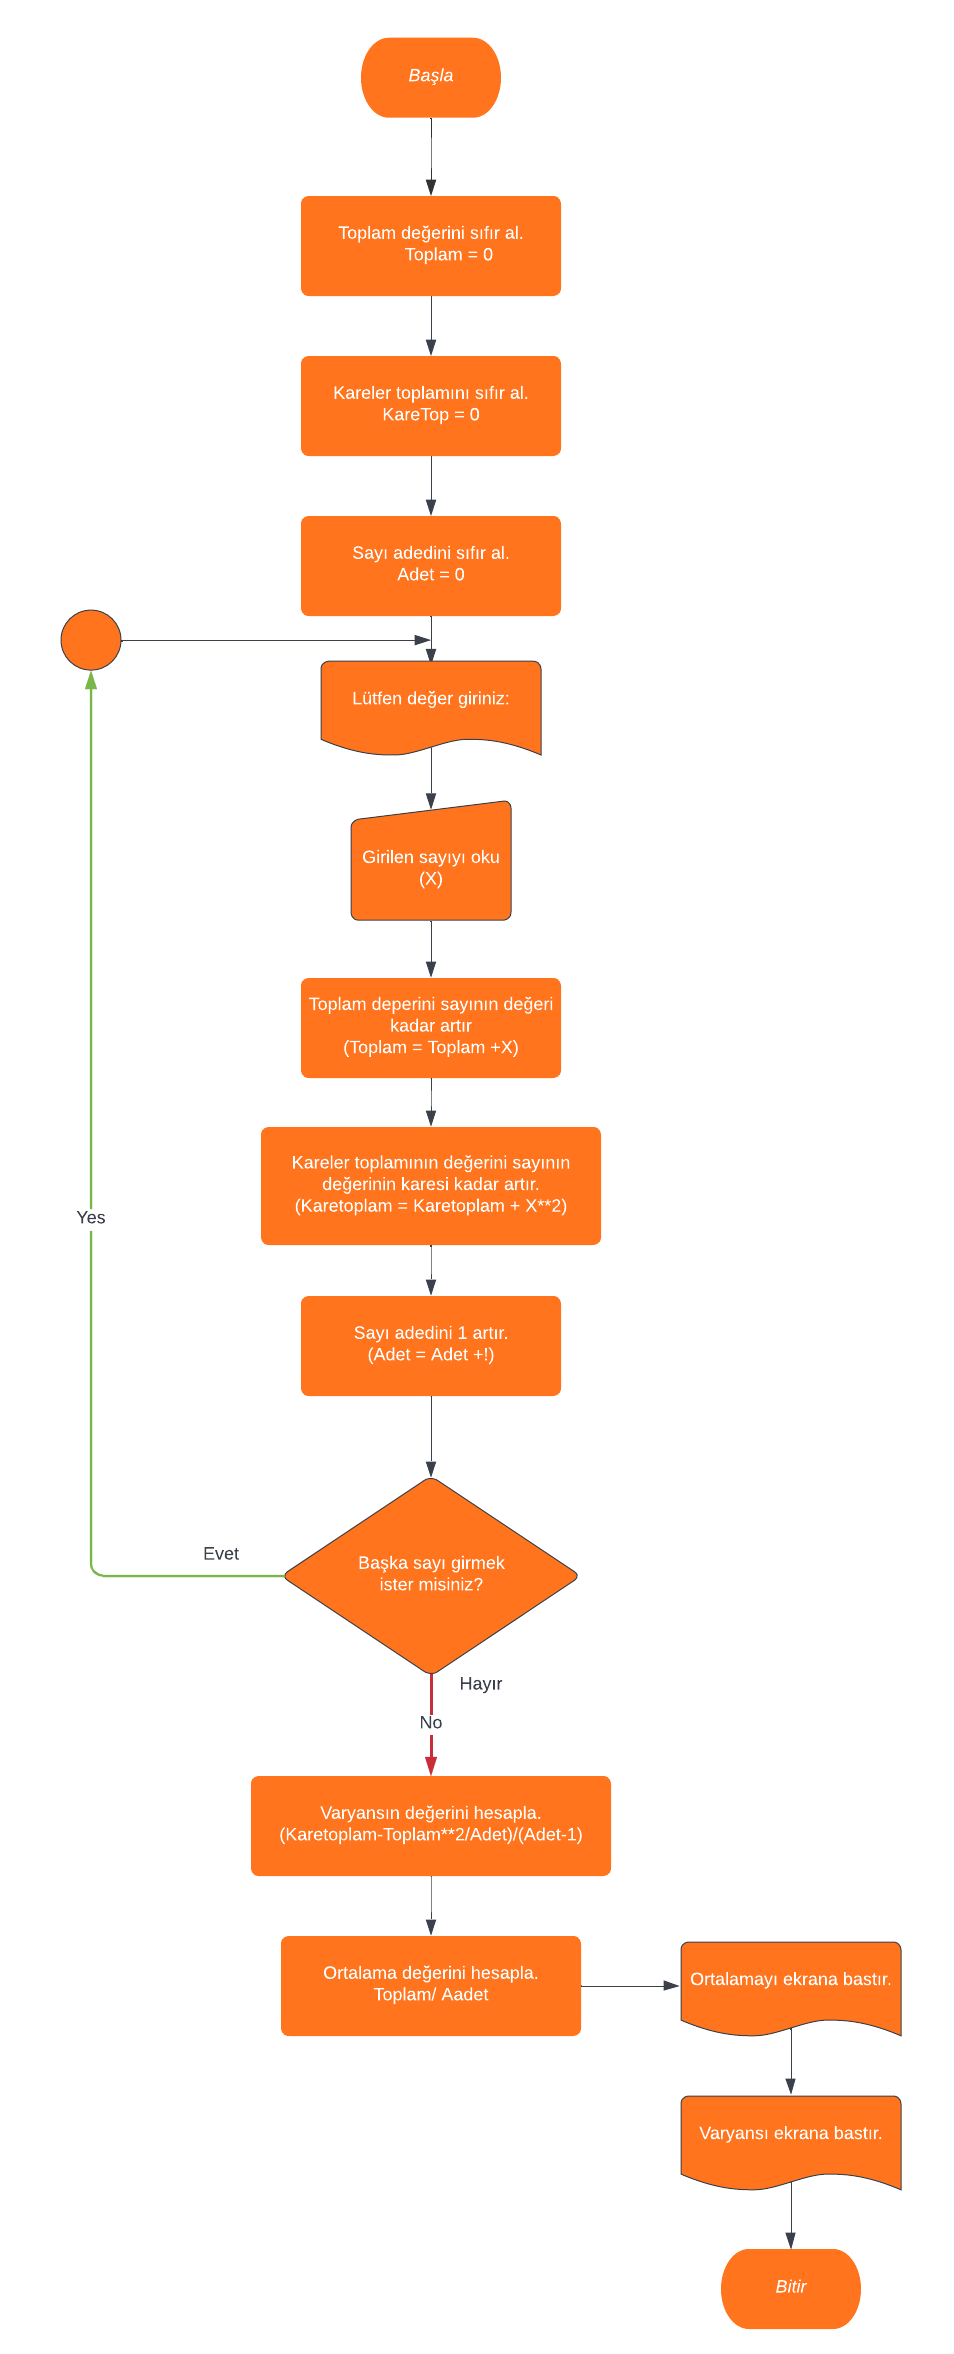 Başla
Toplam değerini sıfır al.
Toplam = 0
Kareler toplamını sıfır al.
KareTop = 0
Sayı adedini sıfır al.
Adet = 0
Lütfen değer giriniz:
Girilen sayıyı oku
(X)
Toplam deperini sayının değeri
kadar artır
(Toplam = Toplam +X)
Kareler toplamının değerini sayının
değerinin karesi kadar artır.
(Karetoplam = Karetoplam + X**2)
Yes
Sayı adedini 1 artır.
(Adet = Adet +!)
Evet
Başka sayı girmek
ister misiniz?
Hayır
No
Varyansın değerini hesapla.
(Karetoplam-Toplam**2/Adet)/(Adet-1)
Ortalama değerini hesapla.
Toplam/ Aadet
Ortalamayı ekrana bastır.
Varyansı ekrana bastır.
Bitir